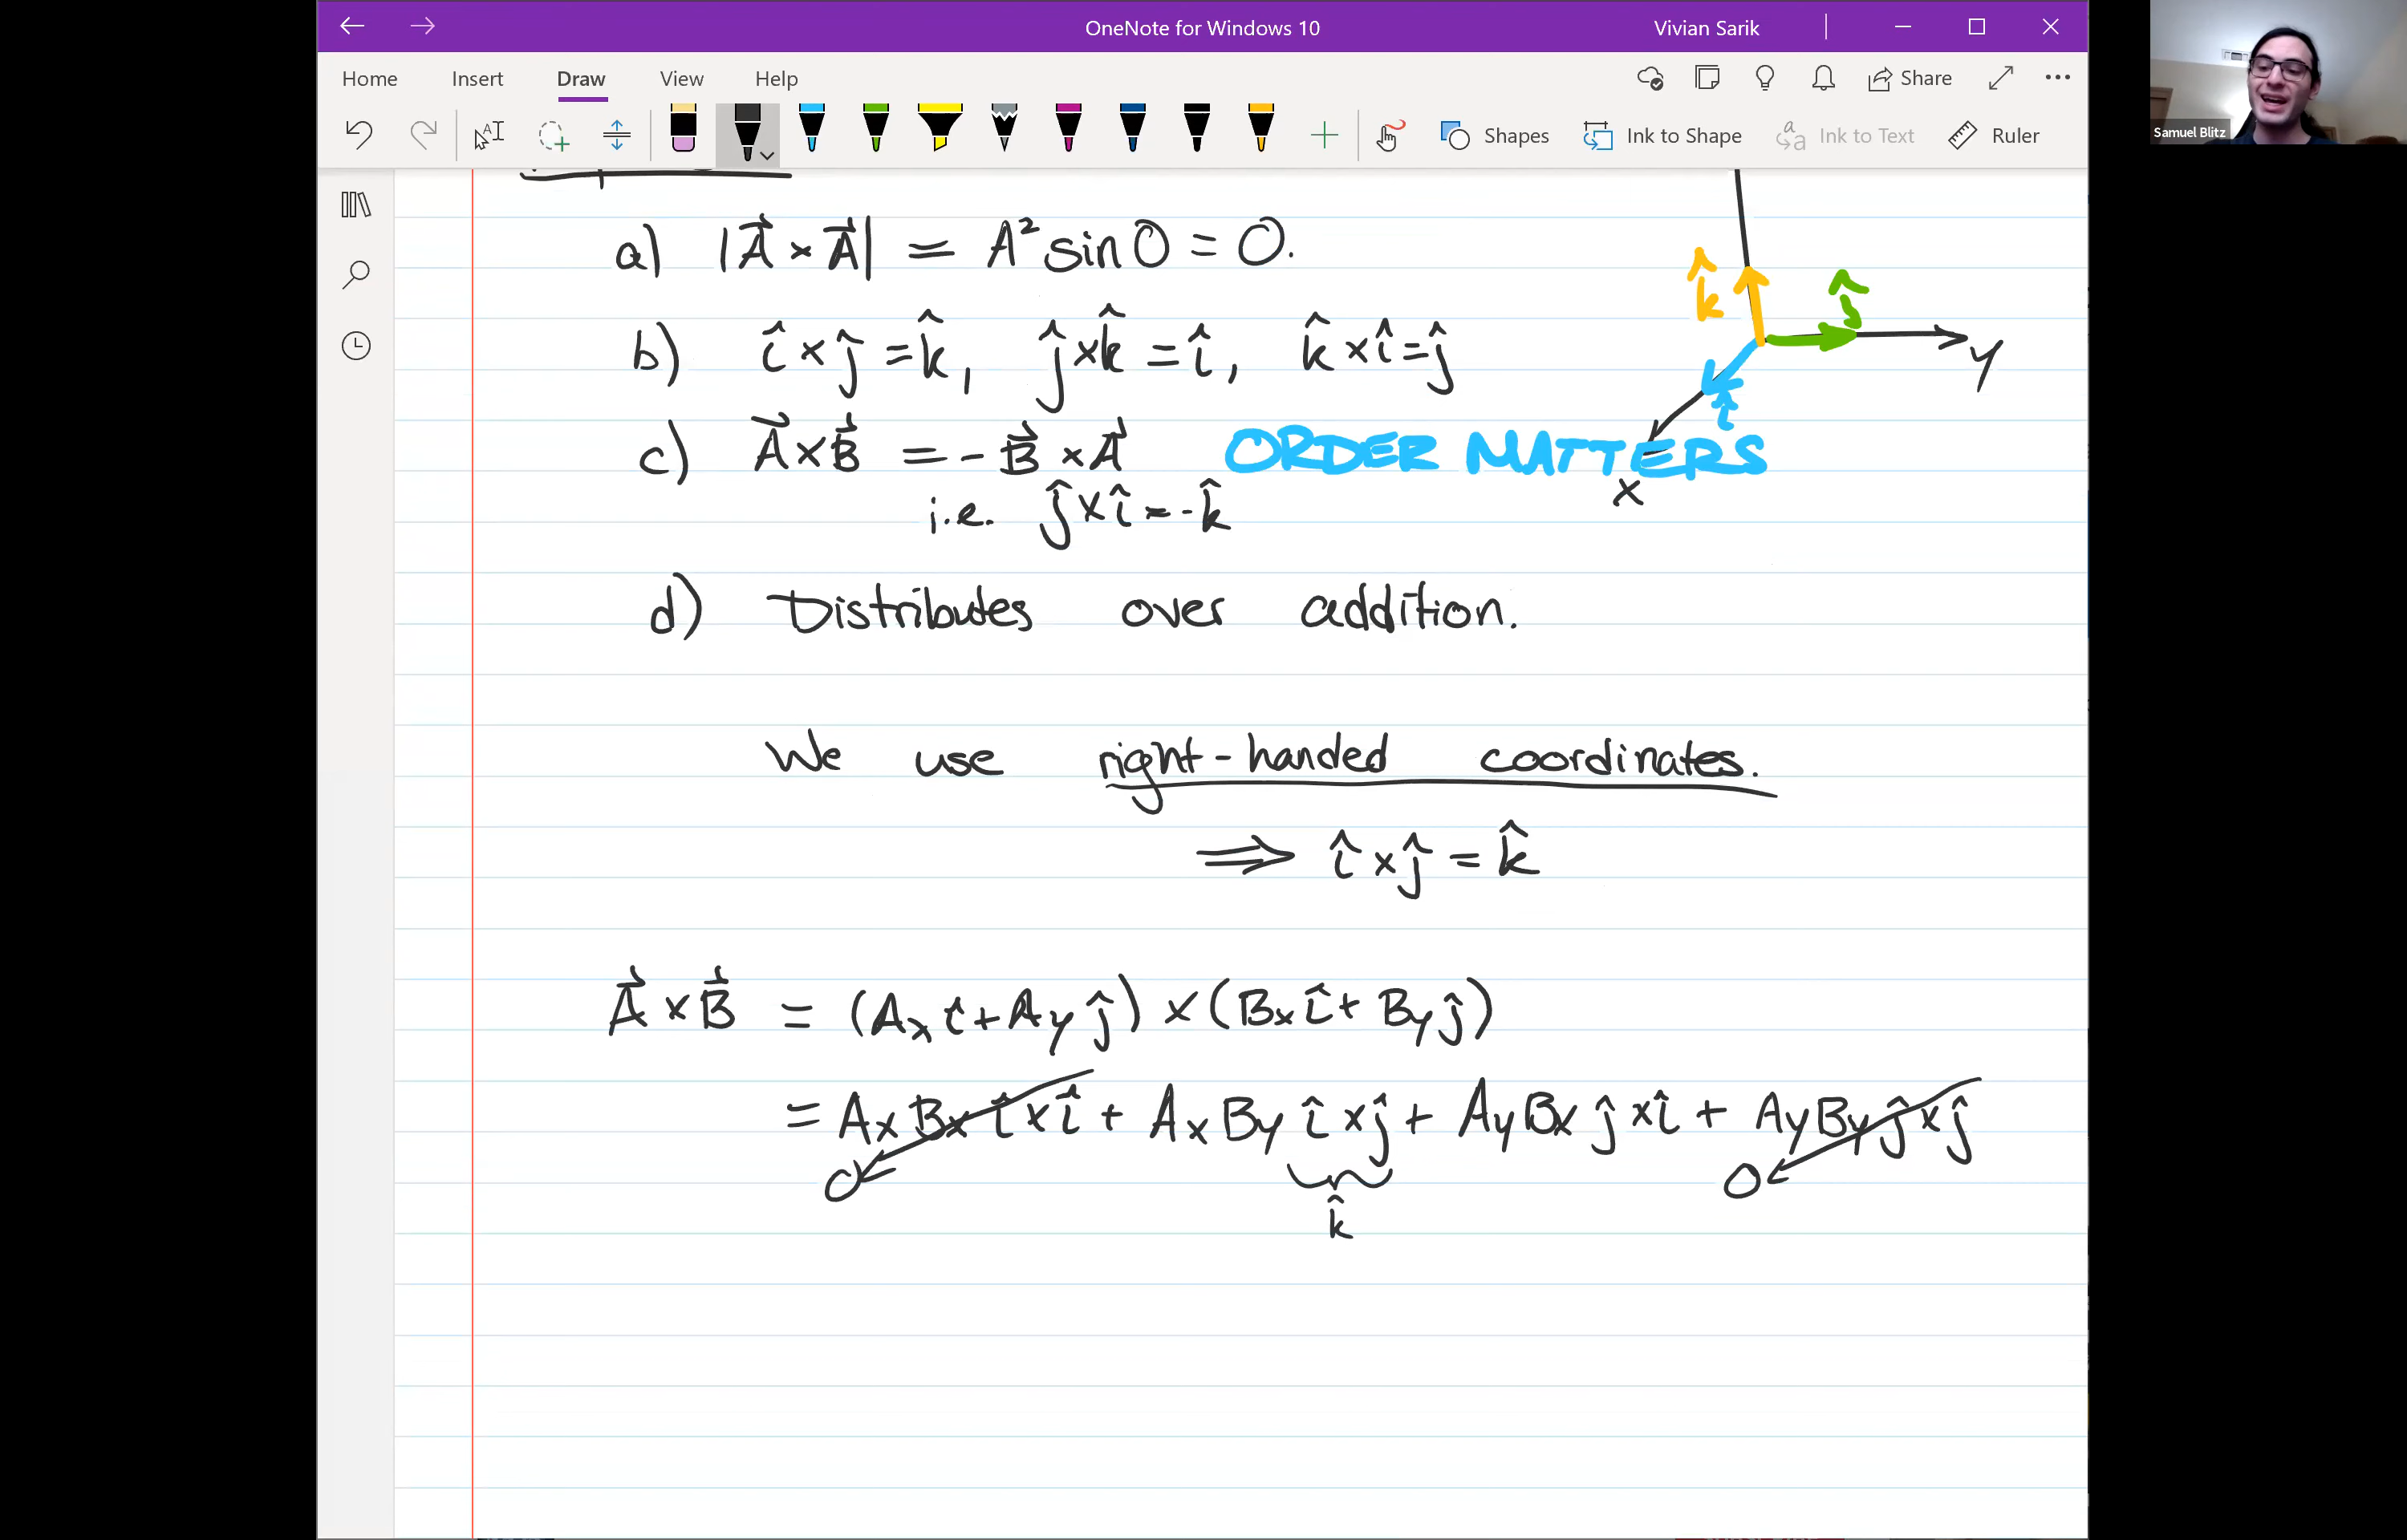 OneNote for Windows 10
Vivian Sarik
Samuel Blitz
Home Insert Draw View Help
Share
Shapes Ink to Shape Ink to Text Ruler
a) |A⃗ × A⃗| = A² sin 0 = 0.
b) î × ĵ = k̂, ĵ × k̂ = î, k̂ × î = ĵ
c) A⃗ × B⃗ = - B⃗ × A⃗ ORDER MATTERS
i.e. ĵ × î = -k̂
k̂
ĵ
î
y
x
d) Distributes over addition.
We use right-handed coordinates.
⟹ î × ĵ = k̂
A⃗ × B⃗ = (Ax î + Ay ĵ) × (Bx î + By ĵ)
= Ax Bx î × î + Ax By î × ĵ + Ay Bx ĵ × î + Ay By ĵ × ĵ
0 0
k̂